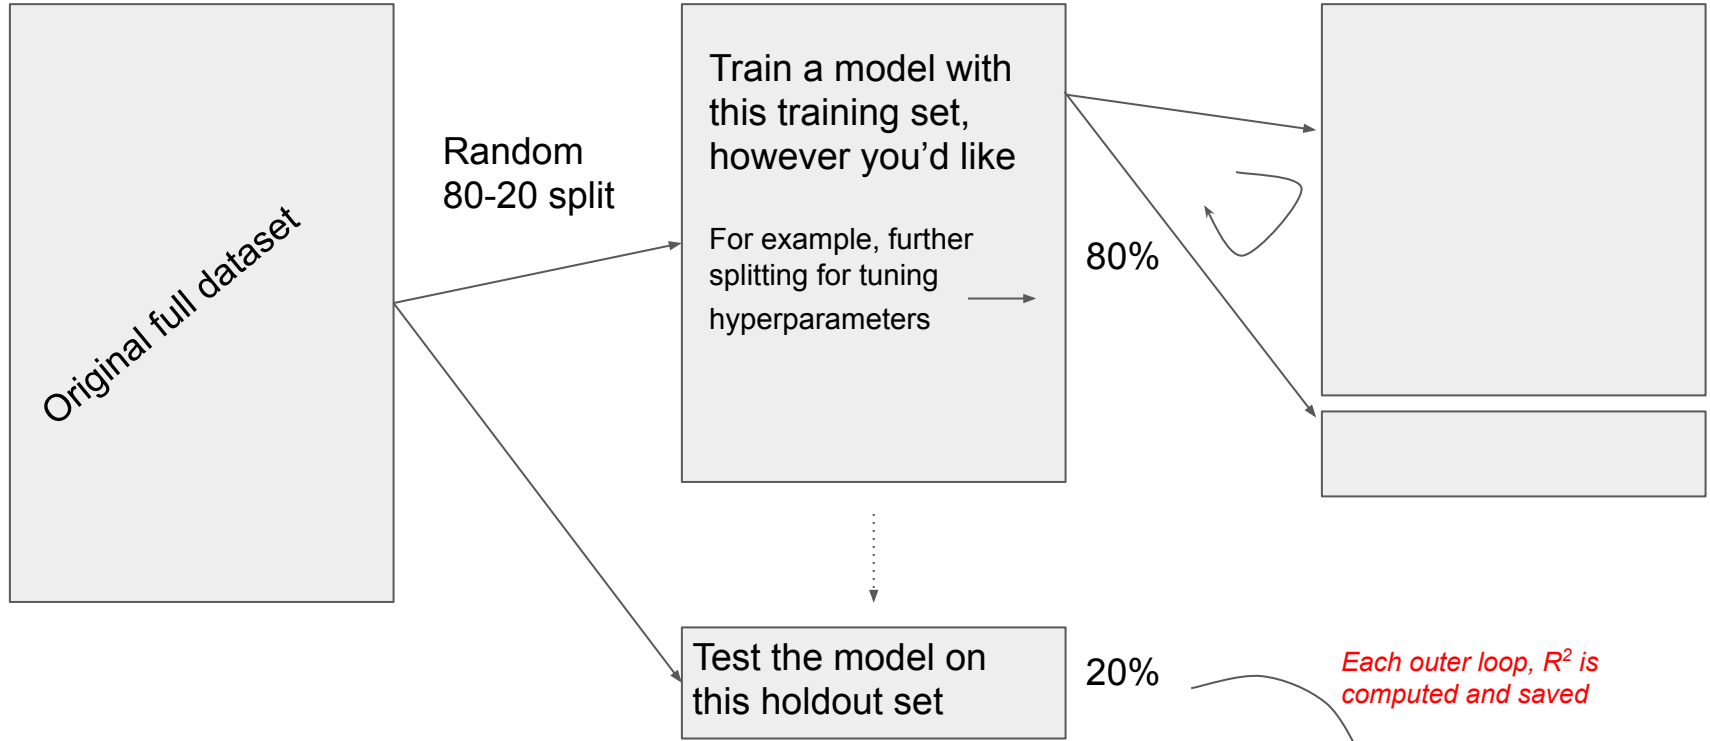 Original full dataset
Random
80-20 split
Train a model with
this training set,
however you’d like
For example, further
splitting for tuning
hyperparameters
80%
Test the model on
this holdout set
20%
Each outer loop, R² is
computed and saved